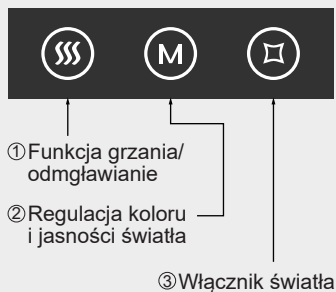 M
①Funkcja grzania/
odmgławianie
②Regulacja koloru
i jasności światła
③Włącznik światła